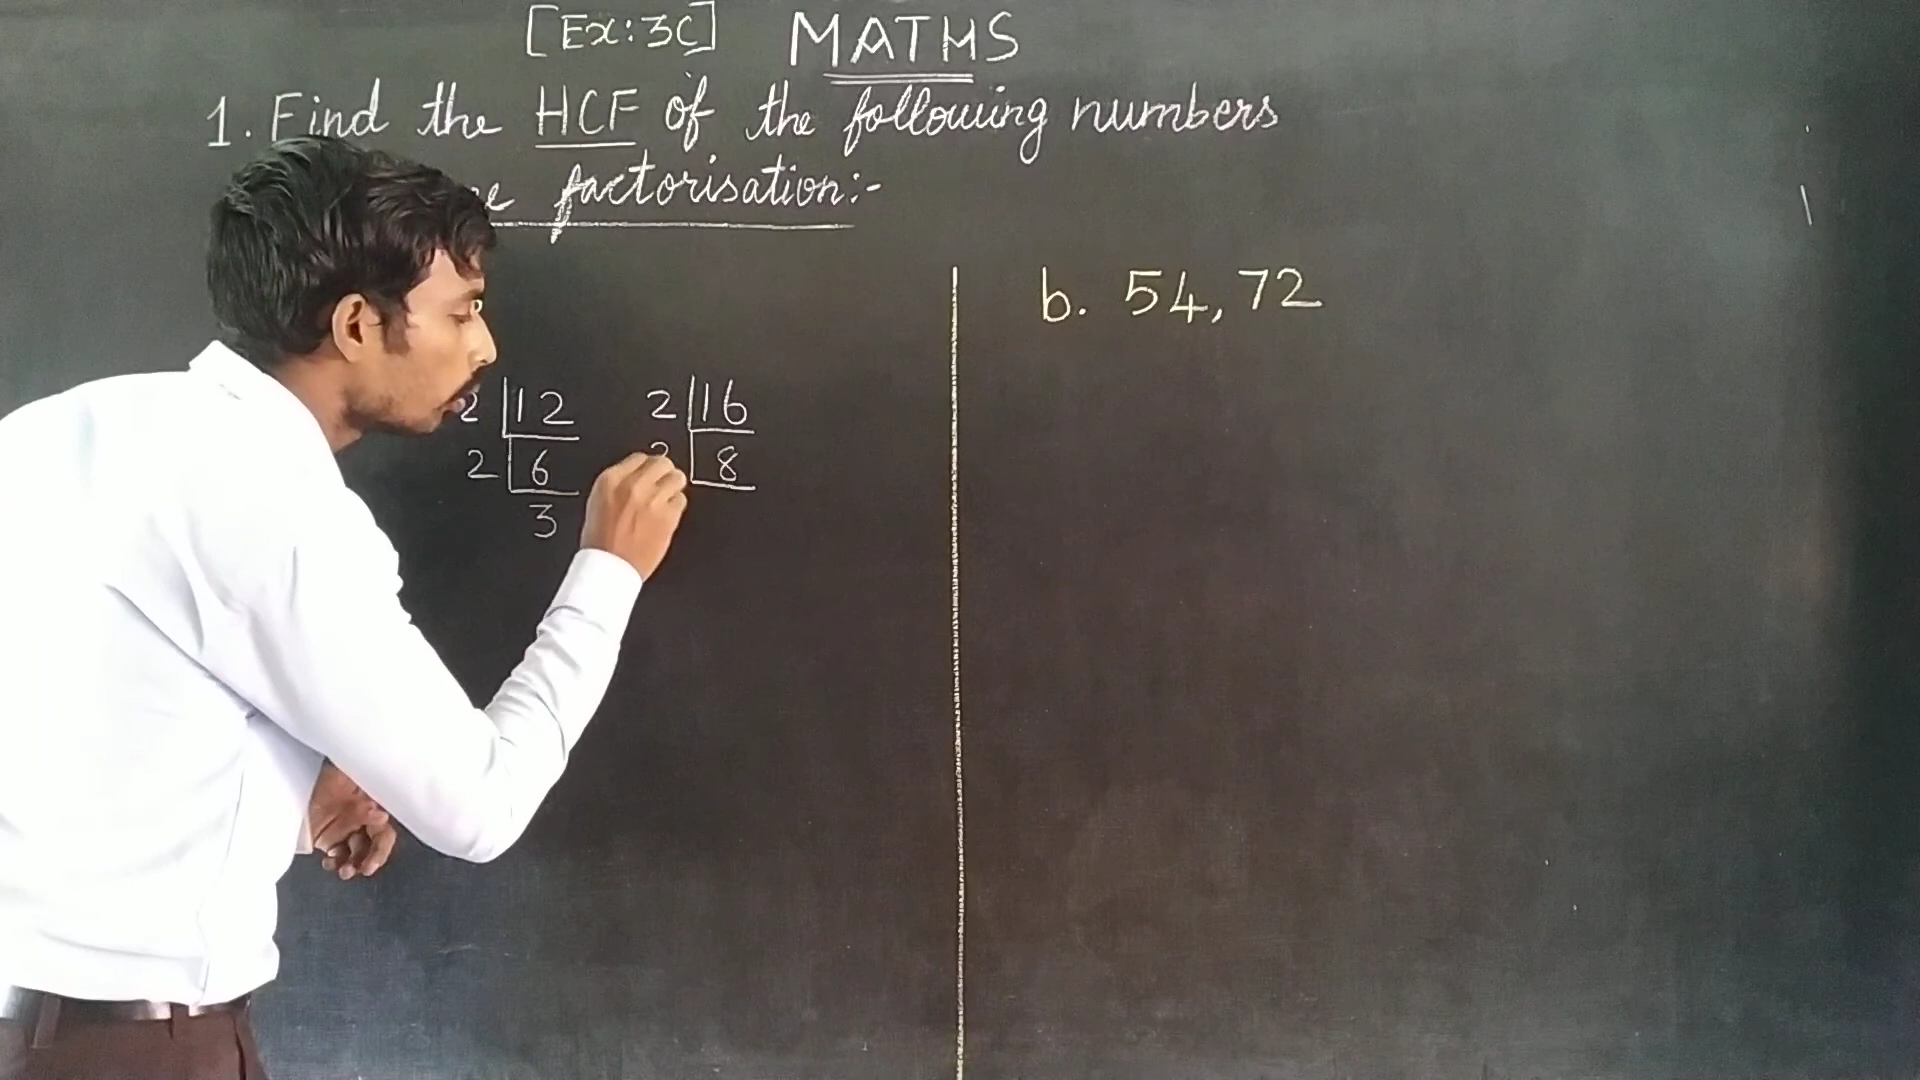 [Ex:3C] MATHS
1. Find the HCF of the following numbers
factorisation:-
b. 54, 72
2 12 2 16
2 6 2 8
3